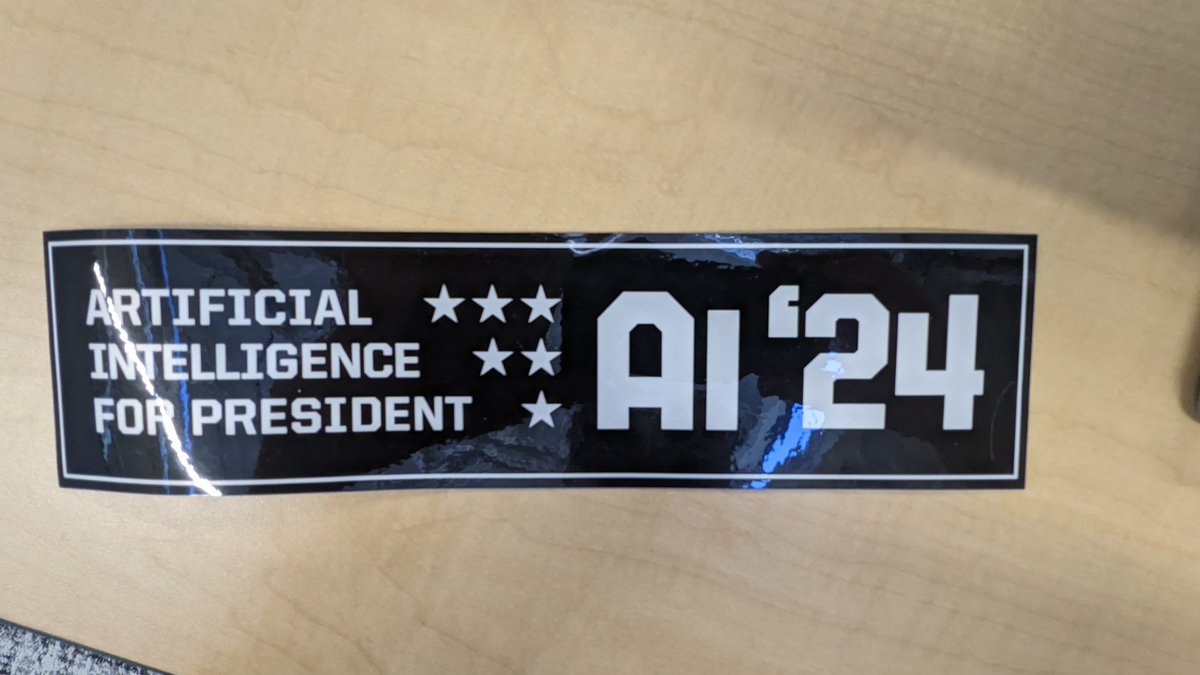 ARTIFICIAL
INTELLIGENCE
FOR PRESIDENT
AI ‘24